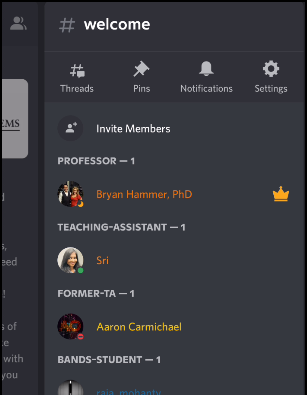 # welcome
Threads Pins Notifications Settings
Invite Members
EMS
PROFESSOR — 1
Bryan Hammer, PhD
TEACHING-ASSISTANT — 1
s,
Sri
eed
!
FORMER-TA — 1
Aaron Carmichael
s of
te
BANDS-STUDENT — 1
with
you
raja_mohanty